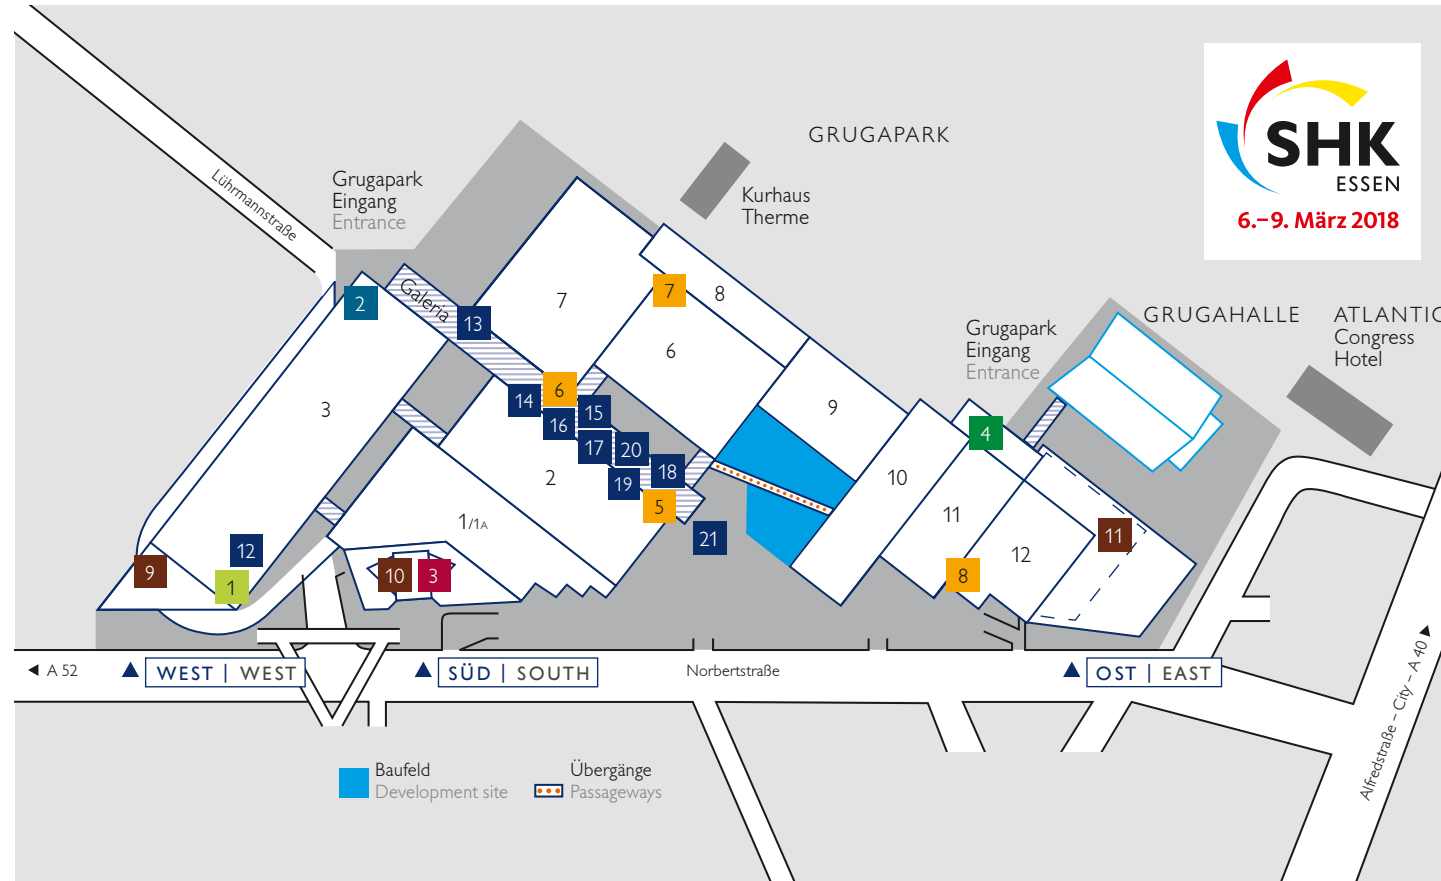 GRUGAPARK
SHK
ESSEN
6.–9. März 2018
Lührmannstraße
Grugapark
Eingang
Entrance
Kurhaus
Therme
Galeria
2
13
7
7
8
6
3
6
14
15
16
17
20
18
19
5
2
21
1/1A
9
10
11
12
4
11
8
Grugapark
Eingang
Entrance
GRUGAHALLE
ATLANTIC
Congress
Hotel
12
9
1
10
3
A 52
WEST | WEST
SÜD | SOUTH
Norbertstraße
OST | EAST
Alfredstraße – City – A 40
Baufeld
Development site
Übergänge
Passageways